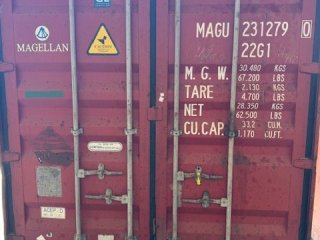 MAGELLAN
MAGU 231279 0
22G1
M. G. W. 30.480 KGS
67.200 LBS
TARE 2.130 KGS
4.700 LBS
NET 28.350 KGS
62.500 LBS
CU.CAP. 33.2 CU.M.
1.170 CU.FT.
ACEP-D